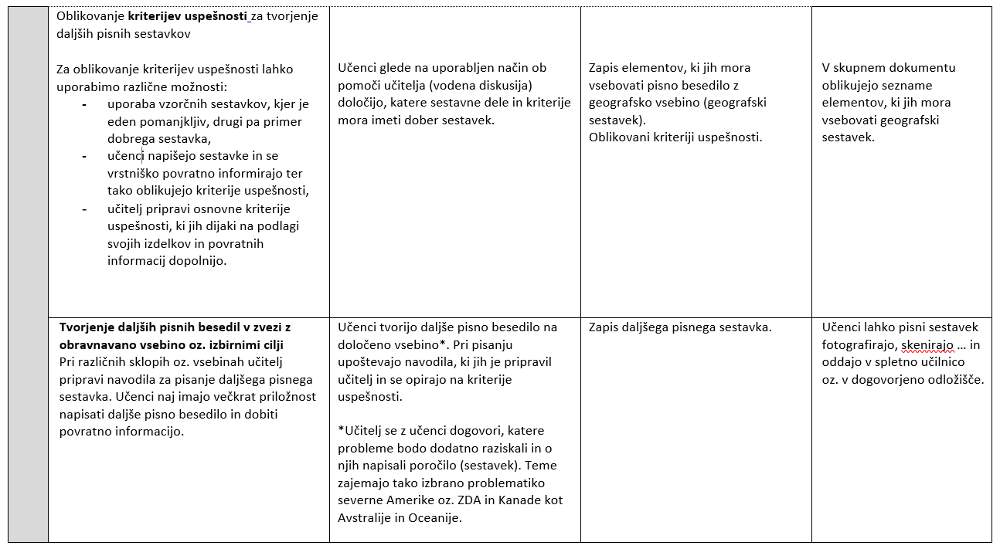 Oblikovanje kriterijev uspešnosti za tvorjenje
daljših pisnih sestavkov
Za oblikovanje kriterijev uspešnosti lahko
uporabimo različne možnosti:
- uporaba vzorčnih sestavkov, kjer je
eden pomanjkljiv, drugi pa primer
dobrega sestavka,
- učenci napišejo sestavke in se
vrstniško povratno informirajo ter
tako oblikujejo kriterije uspešnosti,
- učitelj pripravi osnovne kriterije
uspešnosti, ki jih dijaki na podlagi
svojih izdelkov in povratnih
informacij dopolnijo.
Učenci glede na uporabljen način ob
pomoči učitelja (vodena diskusija)
določijo, katere sestavne dele in kriterije
mora imeti dober sestavek.
Zapis elementov, ki jih mora
vsebovati pisno besedilo z
geografsko vsebino (geografski
sestavek).
Oblikovani kriteriji uspešnosti.
V skupnem dokumentu
oblikujejo sezname
elementov, ki jih mora
vsebovati geografski
sestavek.
Tvorjenje daljših pisnih besedil v zvezi z
obravnavano vsebino oz. izbirnimi cilji
Pri različnih sklopih oz. vsebinah učitelj
pripravi navodila za pisanje daljšega pisnega
sestavka. Učenci naj imajo večkrat priložnost
napisati daljše pisno besedilo in dobiti
povratno informacijo.
Učenci tvorijo daljše pisno besedilo na
določeno vsebino*. Pri pisanju
upoštevajo navodila, ki jih je pripravil
učitelj in se opirajo na kriterije
uspešnosti.
*Učitelj se z učenci dogovori, katere
probleme bodo dodatno raziskali in o
njih napisali poročilo (sestavek). Teme
zajemajo tako izbrano problematiko
severne Amerike oz. ZDA in Kanade kot
Avstralije in Oceanije.
Zapis daljšega pisnega sestavka.
Učenci lahko pisni sestavek
fotografirajo, skenirajo … in
oddajo v spletno učilnico
oz. v dogovorjeno odložišče.